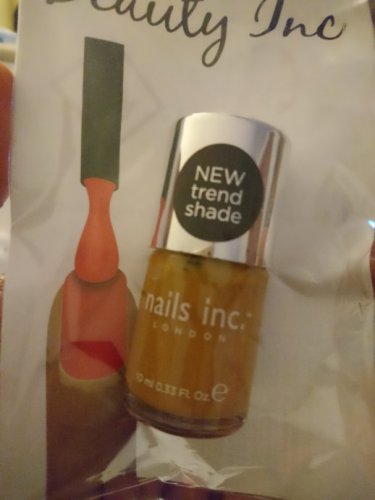 Beauty Inc
NEW
trend
shade
nails inc.
LONDON
10 ml 0.33 Fl. Oz e